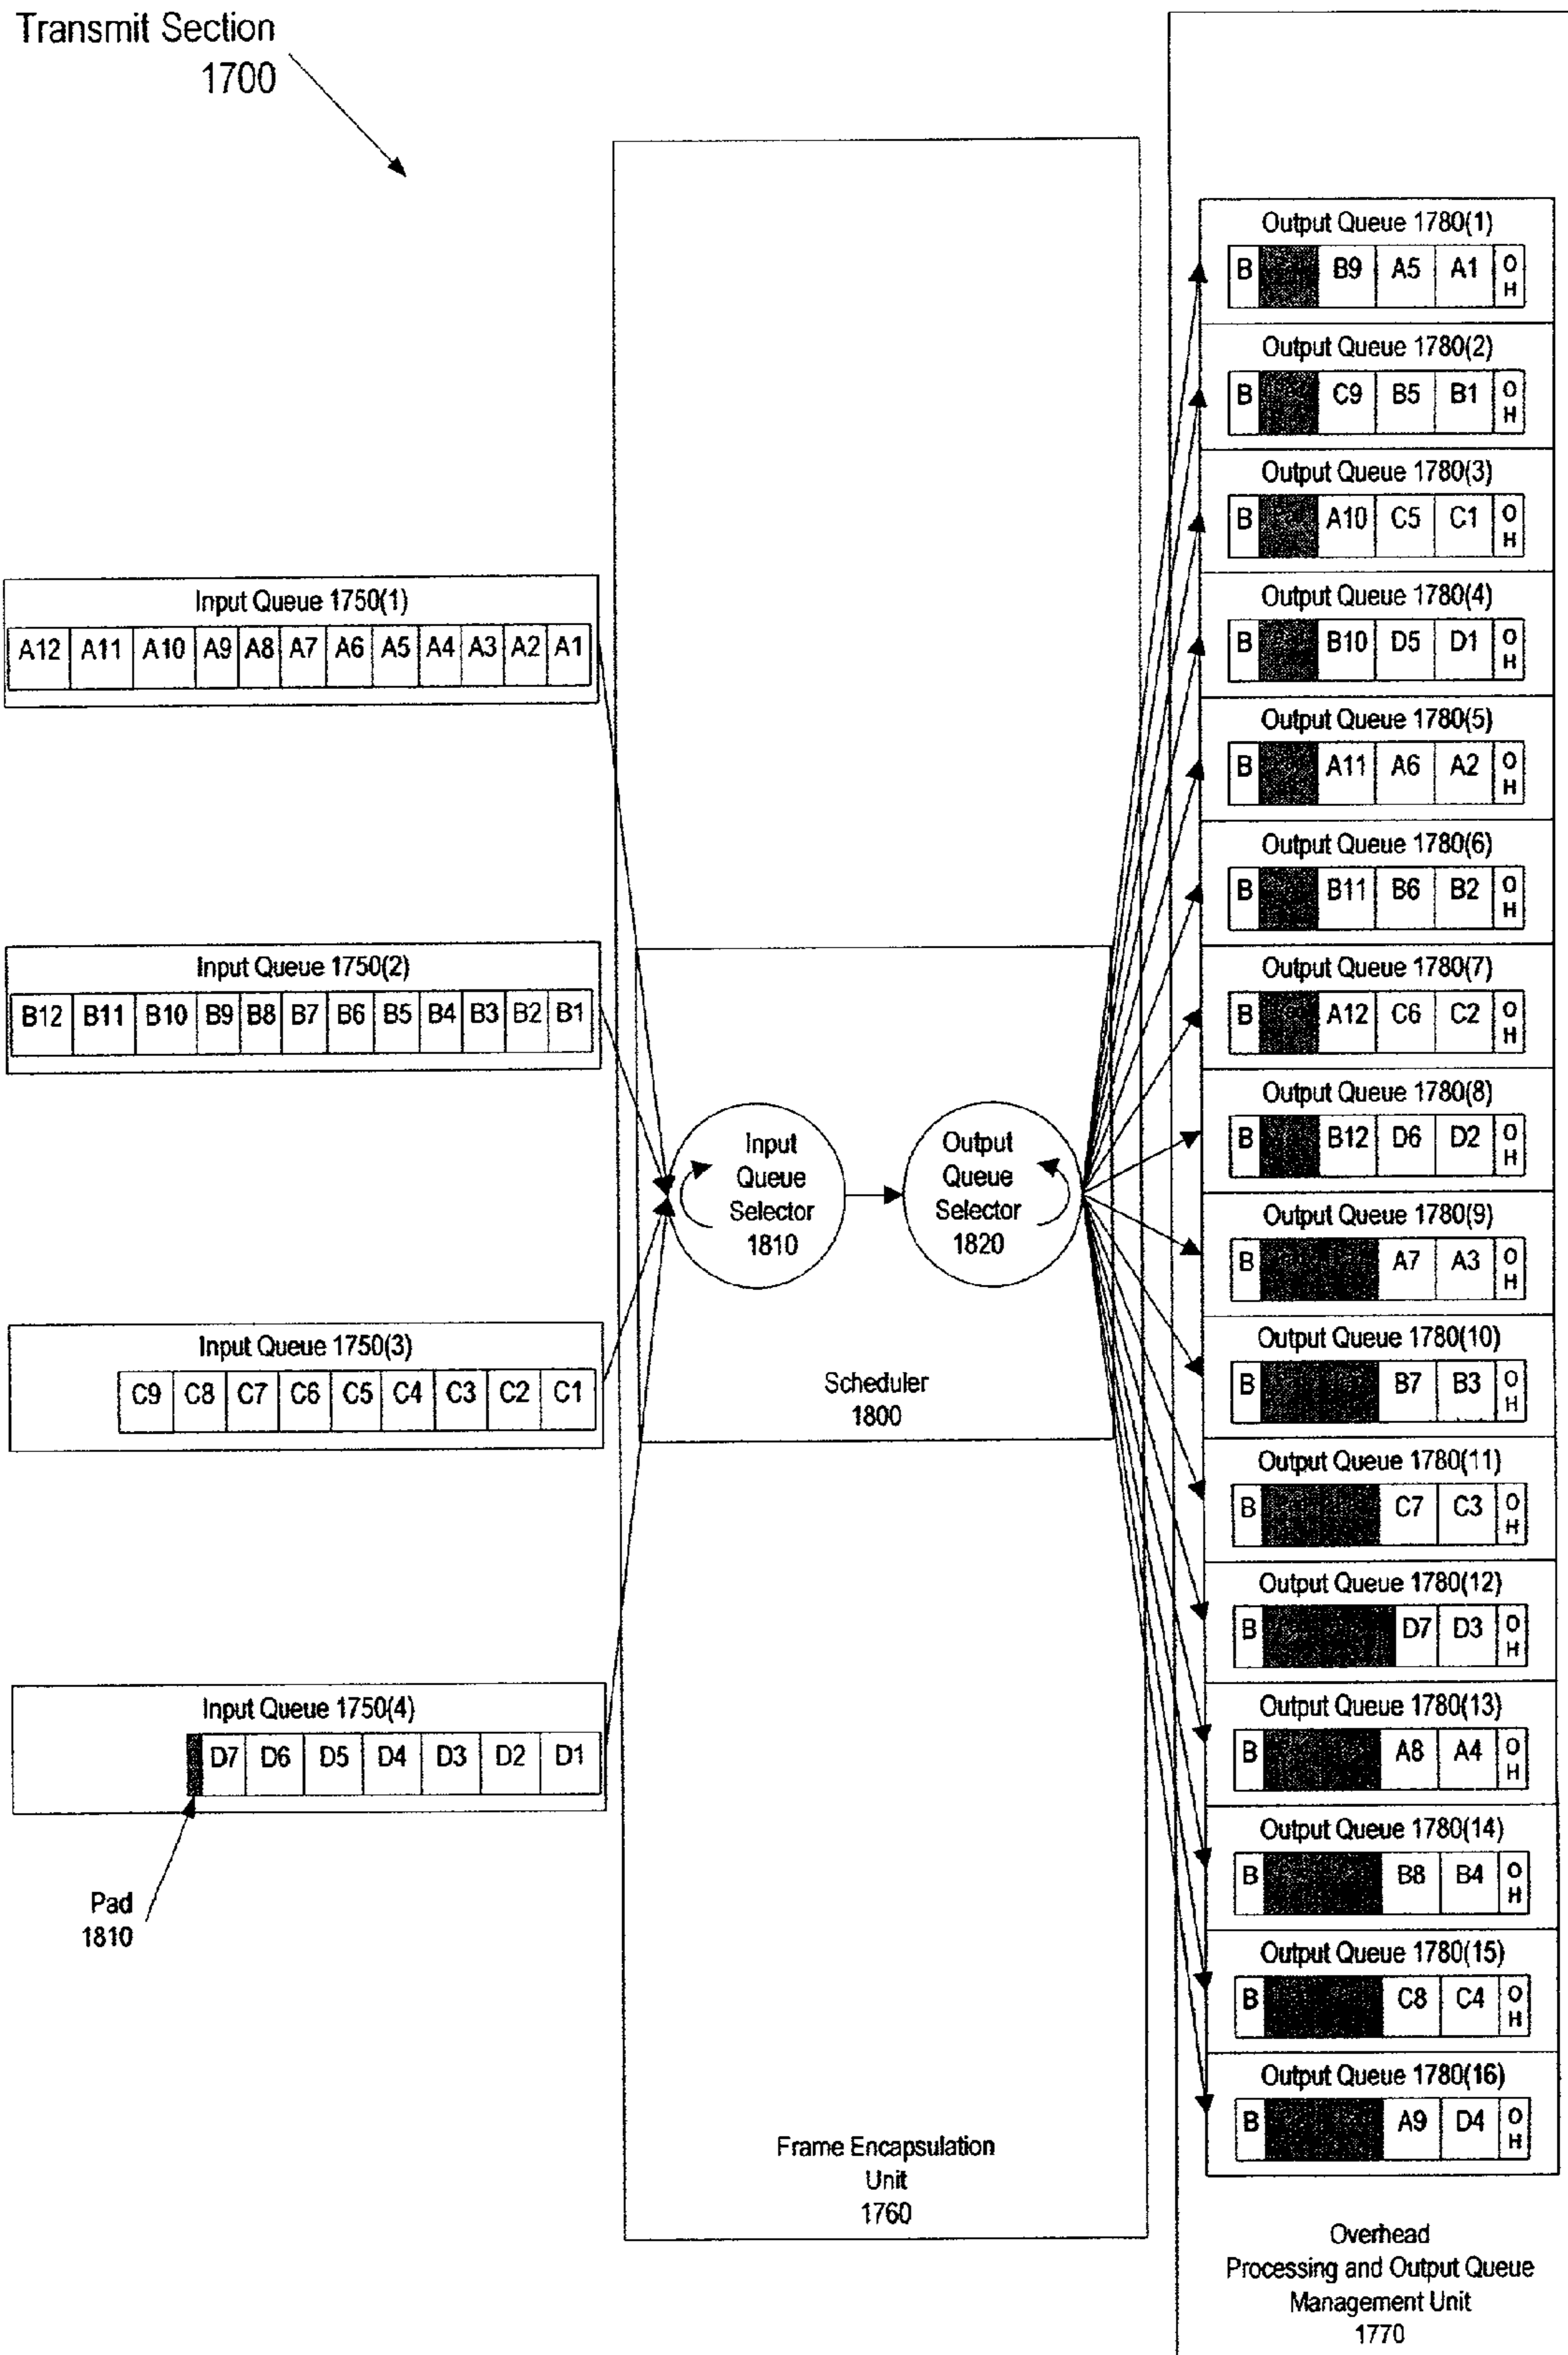 Transmit Section
1700
Input Queue 1750(1)
A12 A11 A10 A9 A8 A7 A6 A5 A4 A3 A2 A1
Input Queue 1750(2)
B12 B11 B10 B9 B8 B7 B6 B5 B4 B3 B2 B1
Input Queue 1750(3)
C9 C8 C7 C6 C5 C4 C3 C2 C1
Input Queue 1750(4)
D7 D6 D5 D4 D3 D2 D1
Pad
1810
Input
Queue
Selector
1810
Output
Queue
Selector
1820
Scheduler
1800
Frame Encapsulation
Unit
1760
Output Queue 1780(1)
B B9 A5 A1 O
H
Output Queue 1780(2)
B C9 B5 B1 O
H
Output Queue 1780(3)
B A10 C5 C1 O
H
Output Queue 1780(4)
B B10 D5 D1 O
H
Output Queue 1780(5)
B A11 A6 A2 O
H
Output Queue 1780(6)
B B11 B6 B2 O
H
Output Queue 1780(7)
B A12 C6 C2 O
H
Output Queue 1780(8)
B B12 D6 D2 O
H
Output Queue 1780(9)
B A7 A3 O
H
Output Queue 1780(10)
B B7 B3 O
H
Output Queue 1780(11)
B C7 C3 O
H
Output Queue 1780(12)
B D7 D3 O
H
Output Queue 1780(13)
B A8 A4 O
H
Output Queue 1780(14)
B B8 B4 O
H
Output Queue 1780(15)
B C8 C4 O
H
Output Queue 1780(16)
B A9 D4 O
H
Overhead
Processing and Output Queue
Management Unit
1770